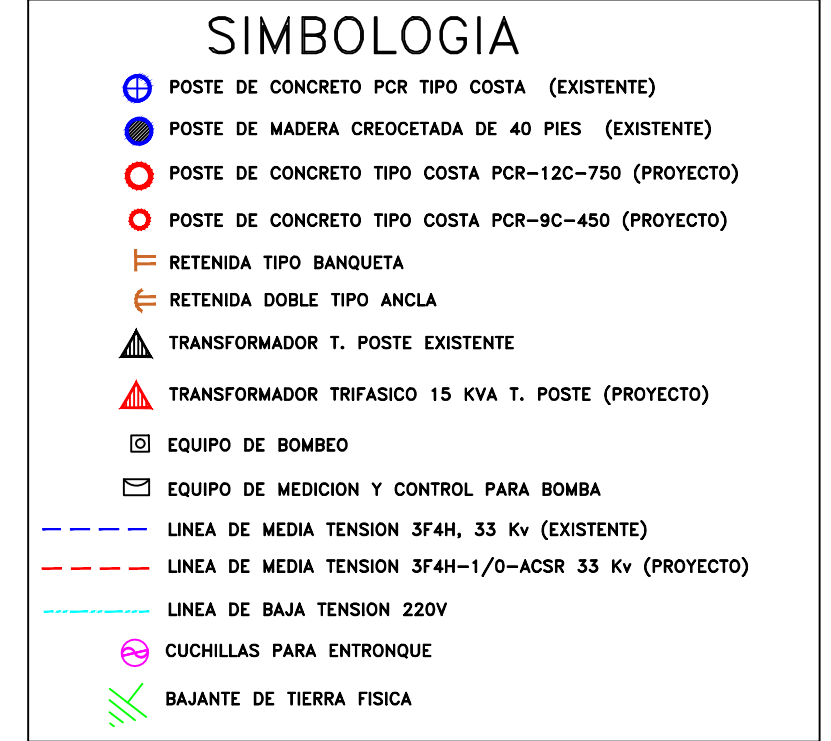 SIMBOLOGIA
POSTE DE CONCRETO PCR TIPO COSTA (EXISTENTE)
POSTE DE MADERA CREOCETADA DE 40 PIES (EXISTENTE)
POSTE DE CONCRETO TIPO COSTA PCR-12C-750 (PROYECTO)
POSTE DE CONCRETO TIPO COSTA PCR-9C-450 (PROYECTO)
RETENIDA TIPO BANQUETA
RETENIDA DOBLE TIPO ANCLA
TRANSFORMADOR T. POSTE EXISTENTE
TRANSFORMADOR TRIFASICO 15 KVA T. POSTE (PROYECTO)
EQUIPO DE BOMBEO
EQUIPO DE MEDICION Y CONTROL PARA BOMBA
LINEA DE MEDIA TENSION 3F4H, 33 Kv (EXISTENTE)
LINEA DE MEDIA TENSION 3F4H-1/0-ACSR 33 Kv (PROYECTO)
LINEA DE BAJA TENSION 220V
CUCHILLAS PARA ENTRONQUE
BAJANTE DE TIERRA FISICA